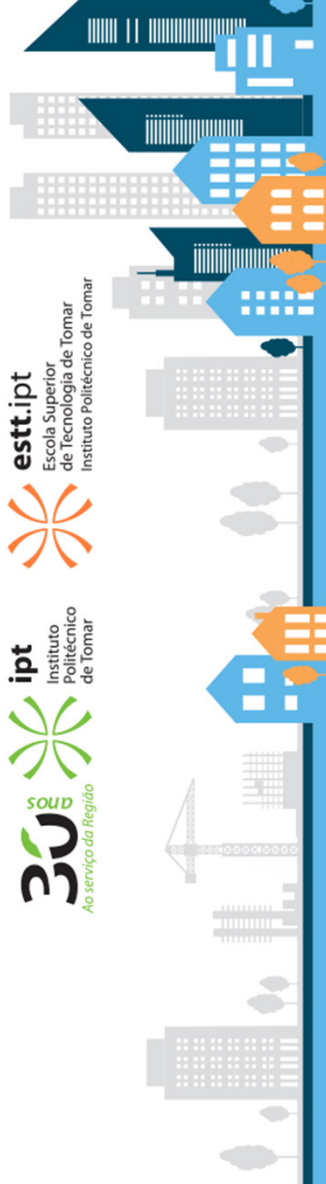 30 anos
Ao serviço da Região
ipt
Instituto
Politécnico
de Tomar
estt.ipt
Escola Superior
de Tecnologia de Tomar
Instituto Politécnico de Tomar